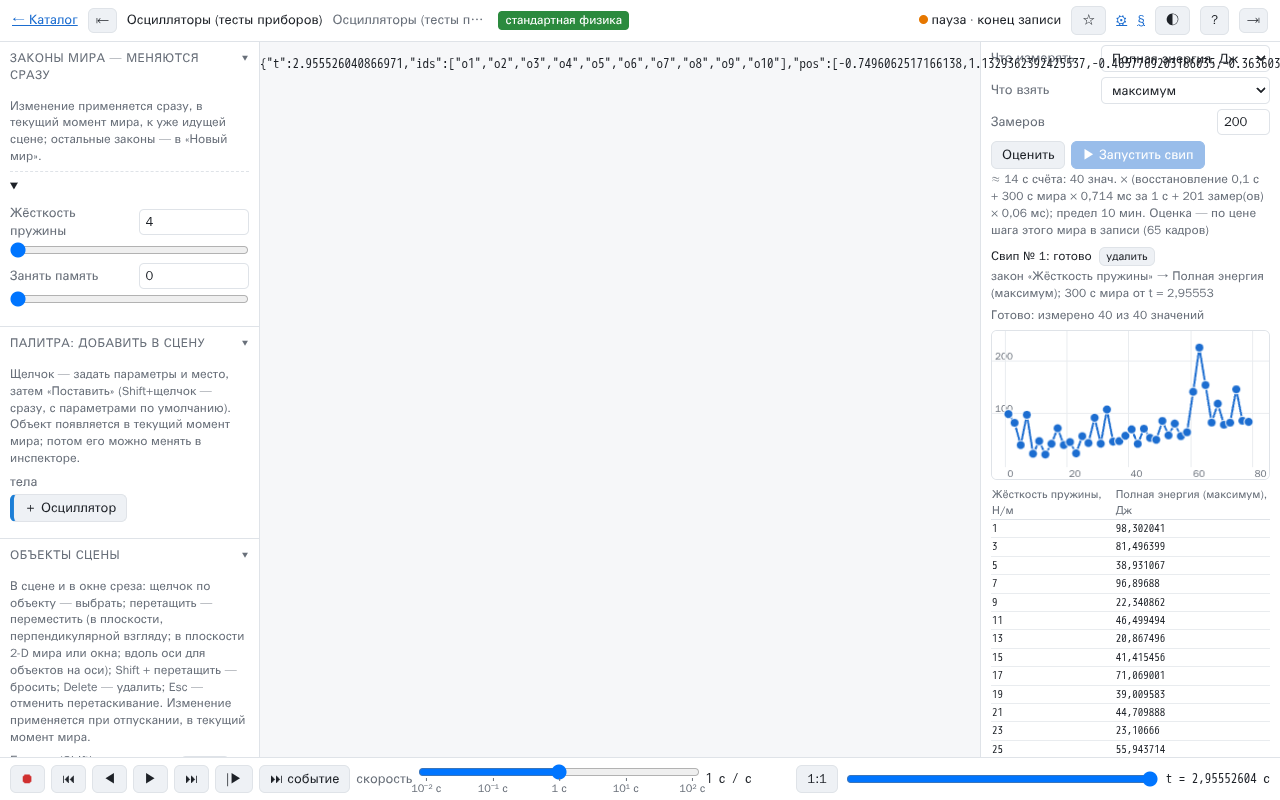 ← Каталог
⇤
Осцилляторы (тесты приборов)
Осцилляторы (тесты п···
стандартная физика
пауза · конец записи
☆
⚙
§
?
⇥
ЗАКОНЫ МИРА — МЕНЯЮТСЯ
СРАЗУ
Изменение применяется сразу, в
текущий момент мира, к уже идущей
сцене; остальные законы — в «Новый
мир».
Жёсткость
пружины
4
Занять память
0
ПАЛИТРА: ДОБАВИТЬ В СЦЕНУ
Щелчок — задать параметры и место,
затем «Поставить» (Shift+щелчок —
сразу, с параметрами по умолчанию).
Объект появляется в текущий момент
мира; потом его можно менять в
инспекторе.
тела
+ Осциллятор
ОБЪЕКТЫ СЦЕНЫ
В сцене и в окне среза: щелчок по
объекту — выбрать; перетащить —
переместить (в плоскости,
перпендикулярной взгляду; в плоскости
2-D мира или окна; вдоль оси для
объектов на оси); Shift + перетащить —
бросить; Delete — удалить; Esc —
отменить перетаскивание. Изменение
применяется при отпускании, в текущий
момент мира.
{"t":2.955526040866971,"ids":["o1","o2","o3","o4","o5","o6","o7","o8","o9","o10"],"pos":[-0.7496062517166138,
Что измерять
Полная энергия, Дж
Что взять
максимум
Замеров
200
Оценить
▶ Запустить свип
≈ 14 с счёта: 40 знач. × (восстановление 0,1 с
+ 300 с мира × 0,714 мс за 1 с + 201 замер(ов)
× 0,06 мс); предел 10 мин. Оценка — по цене
шага этого мира в записи (65 кадров)
Свип № 1: готово
удалить
закон «Жёсткость пружины» → Полная энергия
(максимум); 300 с мира от t = 2,95553
Готово: измерено 40 из 40 значений
200
100
0 20 40 60 80
Жёсткость пружины,
Н/м
Полная энергия (максимум),
Дж
1 98,302041
3 81,496399
5 38,931067
7 96,89688
9 22,340862
11 46,499494
13 20,867496
15 41,415456
17 71,069001
19 39,009583
21 44,709888
23 23,10666
25 55,943714
⏺
⏮
◀
▶
⏭
|▶
⏭ событие
скорость
10⁻² с 10⁻¹ с 1 с 10¹ с 10² с
1 с / с
1:1
t = 2,95552604 с